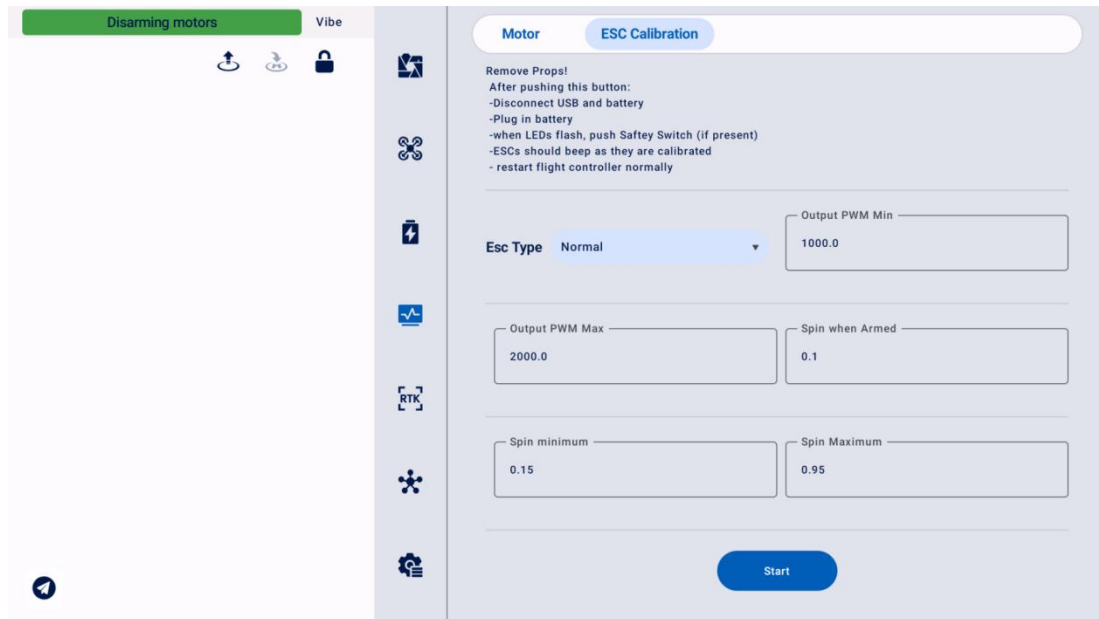 Disarming motors
Vibe
Motor
ESC Calibration
Remove Props!
After pushing this button:
-Disconnect USB and battery
-Plug in battery
-when LEDs flash, push Saftey Switch (if present)
-ESCs should beep as they are calibrated
- restart flight controller normally
Output PWM Min
Esc Type Normal
1000.0
Output PWM Max
Spin when Armed
2000.0
0.1
RTK
Spin minimum
Spin Maximum
0.15
0.95
Start